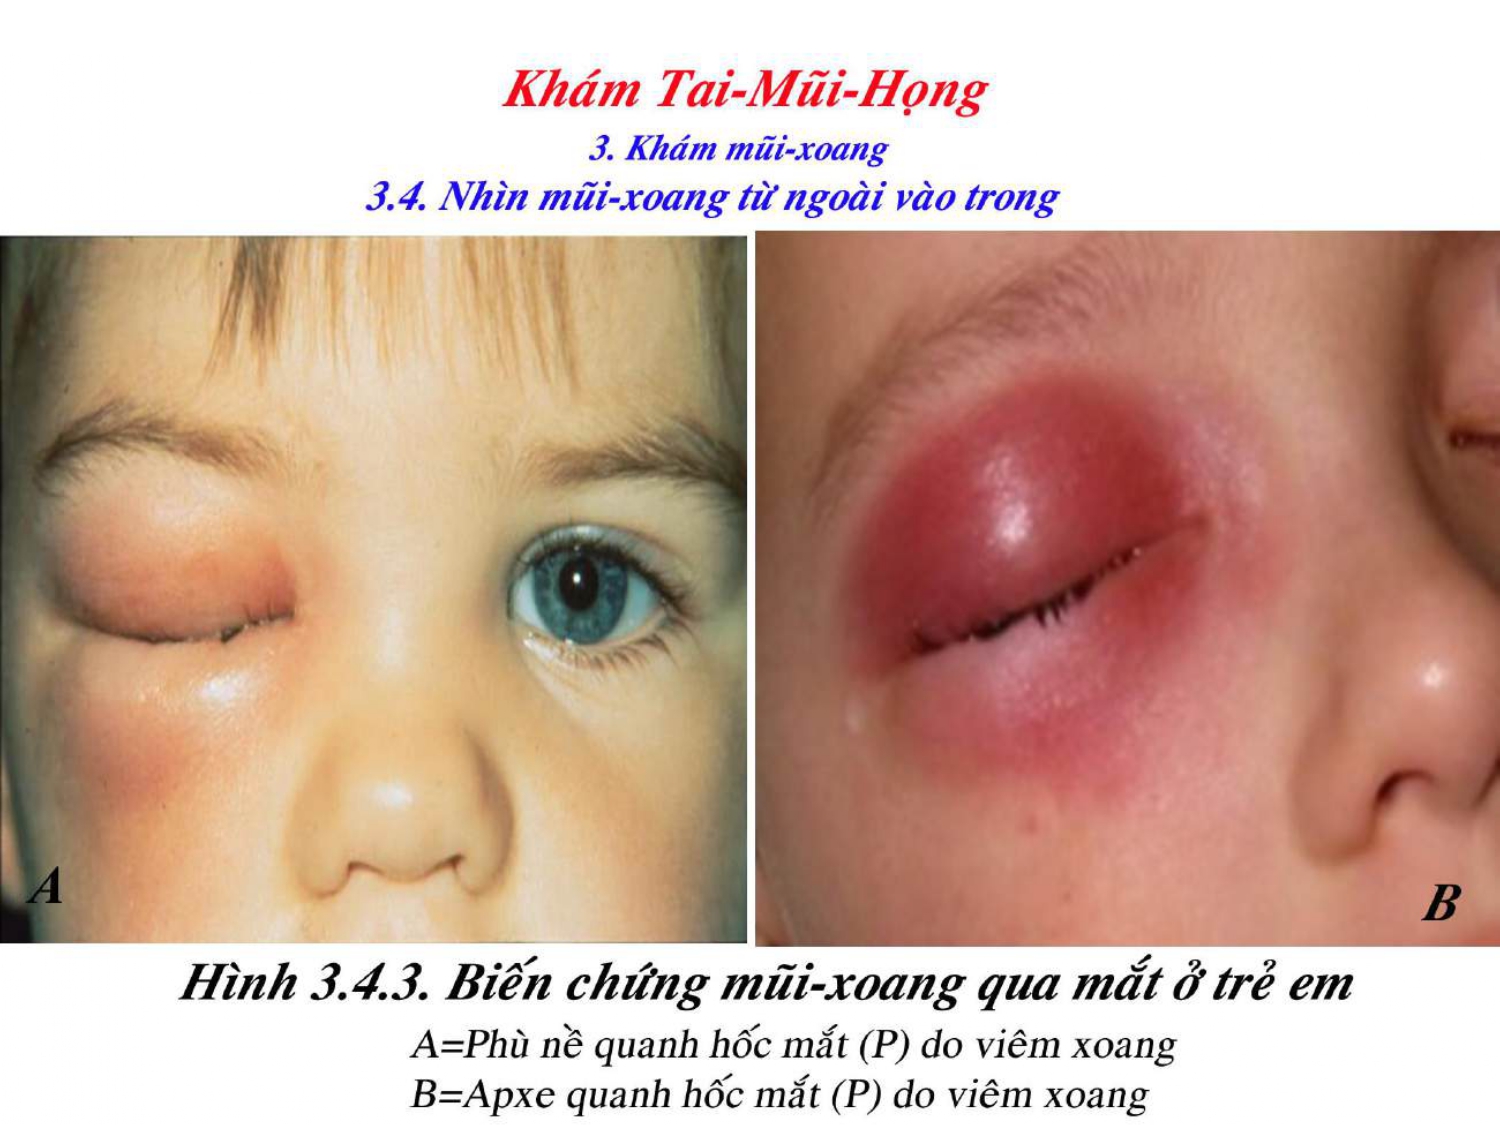 Khám Tai-Mũi-Họng
3. Khám mũi-xoang
3.4. Nhìn mũi-xoang từ ngoài vào trong
A
B
Hình 3.4.3. Biến chứng mũi-xoang qua mắt ở trẻ em
A=Phù nề quanh hốc mắt (P) do viêm xoang
B=Apxe quanh hốc mắt (P) do viêm xoang